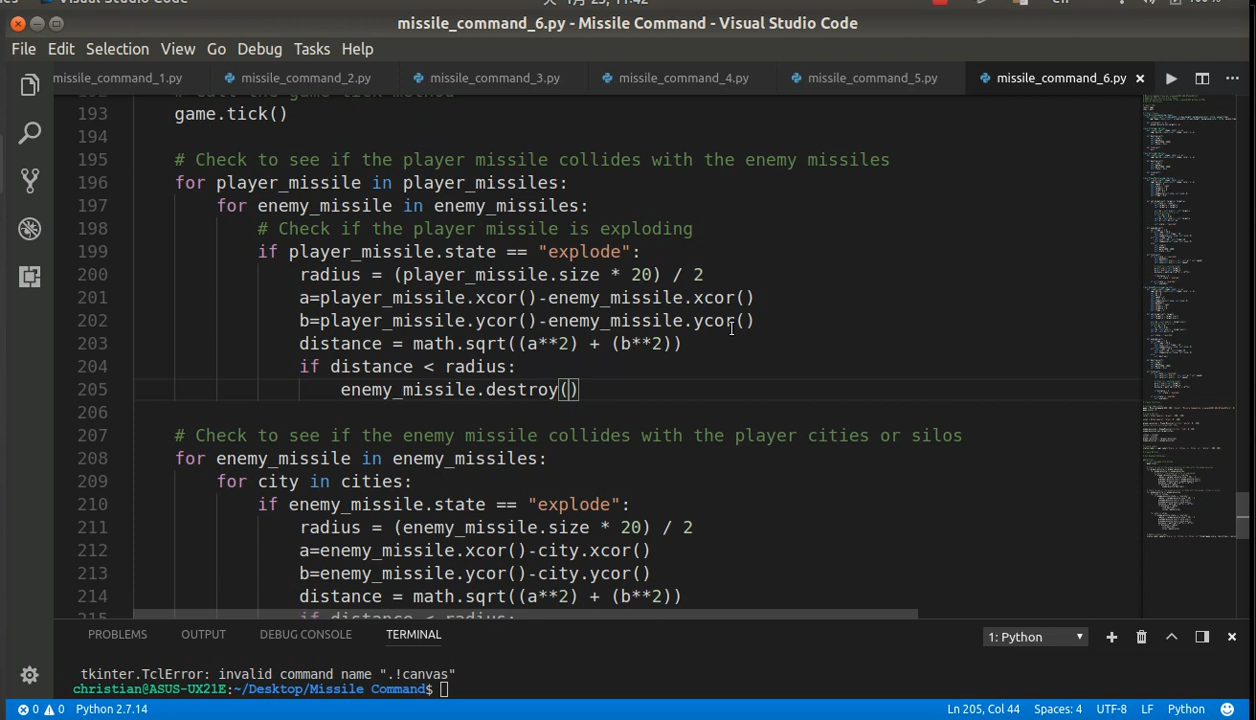 missile_command_6.py - Missile Command - Visual Studio Code
File Edit Selection View Go Debug Tasks Help
missile_command_1.py missile_command_2.py missile_command_3.py missile_command_4.py missile_command_5.py missile_command_6.py
193 game.tick()
194
195 # Check to see if the player missile collides with the enemy missiles
196 for player_missile in player_missiles:
197 for enemy_missile in enemy_missiles:
198 # Check if the player missile is exploding
199 if player_missile.state == "explode":
200 radius = (player_missile.size * 20) / 2
201 a=player_missile.xcor()-enemy_missile.xcor()
202 b=player_missile.ycor()-enemy_missile.ycor()
203 distance = math.sqrt((a**2) + (b**2))
204 if distance < radius:
205 enemy_missile.destroy()
206
207 # Check to see if the enemy missile collides with the player cities or silos
208 for enemy_missile in enemy_missiles:
209 for city in cities:
210 if enemy_missile.state == "explode":
211 radius = (enemy_missile.size * 20) / 2
212 a=enemy_missile.xcor()-city.xcor()
213 b=enemy_missile.ycor()-city.ycor()
214 distance = math.sqrt((a**2) + (b**2))
215 if distance < radius:
PROBLEMS OUTPUT DEBUG CONSOLE TERMINAL 1: Python
tkinter.TclError: invalid command name ".!canvas"
christian@ASUS-UX21E:~/Desktop/Missile Command$
0 0 Python 2.7.14 Ln 205, Col 44 Spaces: 4 UTF-8 LF Python